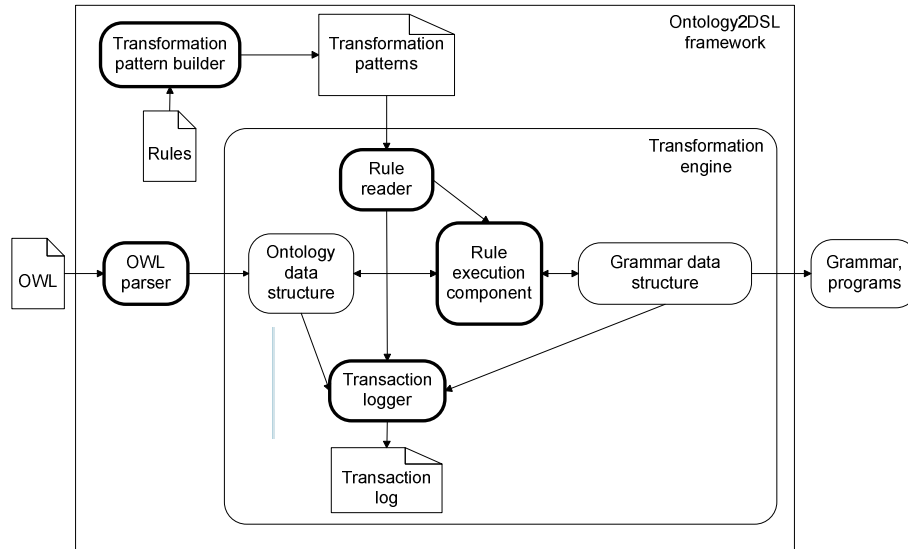 Ontology2DSL
framework
Transformation
pattern builder
Transformation
patterns
Rules
Transformation
engine
Rule
reader
OWL
OWL
parser
Ontology
data
structure
Rule
execution
component
Grammar data
structure
Grammar,
programs
Transaction
logger
Transaction
log